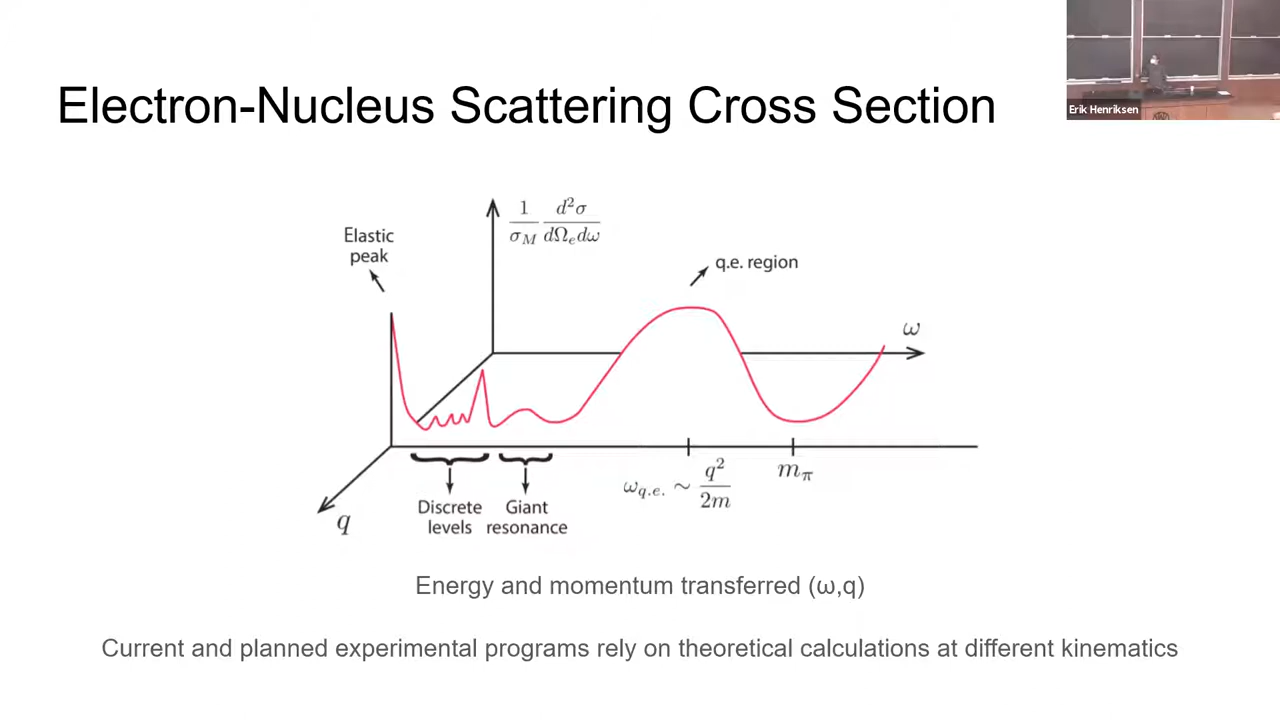 Electron-Nucleus Scattering Cross Section
Erik Henriksen
1/σ_M d²σ/dΩ_e dω
Elastic
peak
q.e. region
ω
ω_q.e. ~ q²/2m
m_π
Discrete
levels
Giant
resonance
q
Energy and momentum transferred (ω,q)
Current and planned experimental programs rely on theoretical calculations at different kinematics